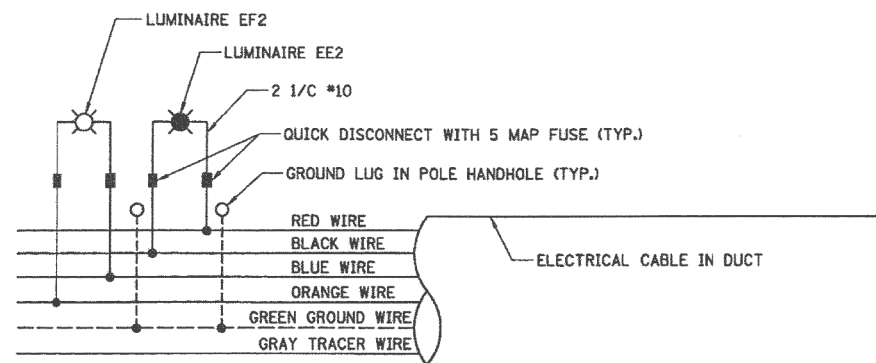 LUMINAIRE EF2
LUMINAIRE EE2
2 1/C #10
QUICK DISCONNECT WITH 5 MAP FUSE (TYP.)
GROUND LUG IN POLE HANDHOLE (TYP.)
RED WIRE
BLACK WIRE
ELECTRICAL CABLE IN DUCT
BLUE WIRE
ORANGE WIRE
GREEN GROUND WIRE
GRAY TRACER WIRE